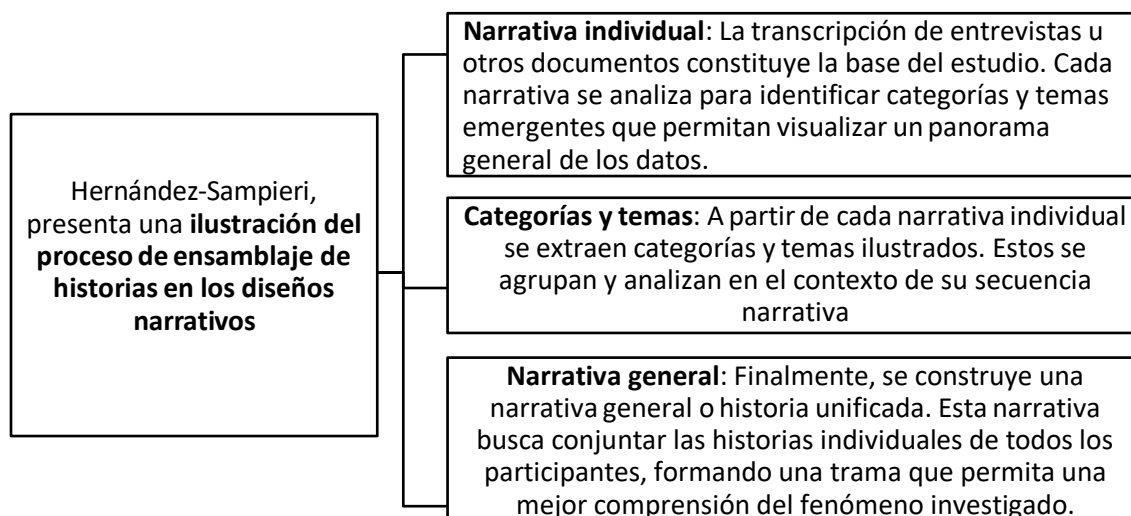 Hernández-Sampieri,
presenta una ilustración del
proceso de ensamblaje de
historias en los diseños
narrativos
Narrativa individual: La transcripción de entrevistas u
otros documentos constituye la base del estudio. Cada
narrativa se analiza para identificar categorías y temas
emergentes que permitan visualizar un panorama
general de los datos.
Categorías y temas: A partir de cada narrativa individual
se extraen categorías y temas ilustrados. Estos se
agrupan y analizan en el contexto de su secuencia
narrativa
Narrativa general: Finalmente, se construye una
narrativa general o historia unificada. Esta narrativa
busca conjuntar las historias individuales de todos los
participantes, formando una trama que permita una
mejor comprensión del fenómeno investigado.